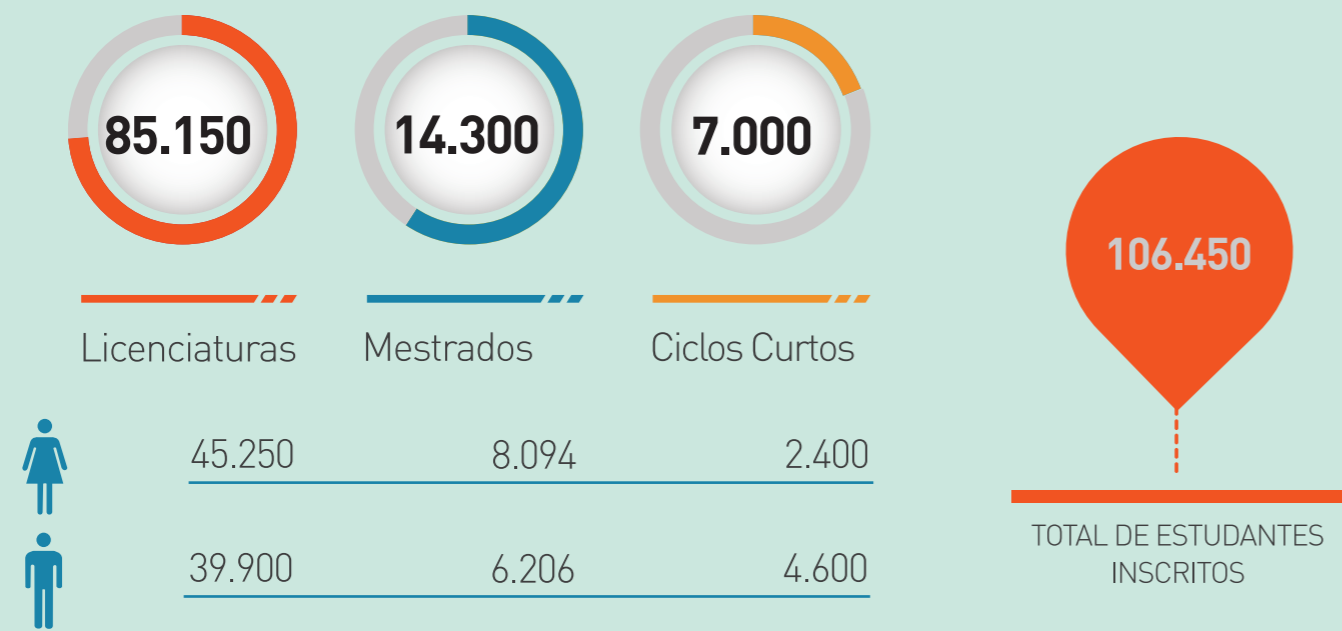 85.150
14.300
7.000
106.450
Licenciaturas
Mestrados
Ciclos Curtos
45.250
8.094
2.400
39.900
6.206
4.600
TOTAL DE ESTUDANTES
INSCRITOS